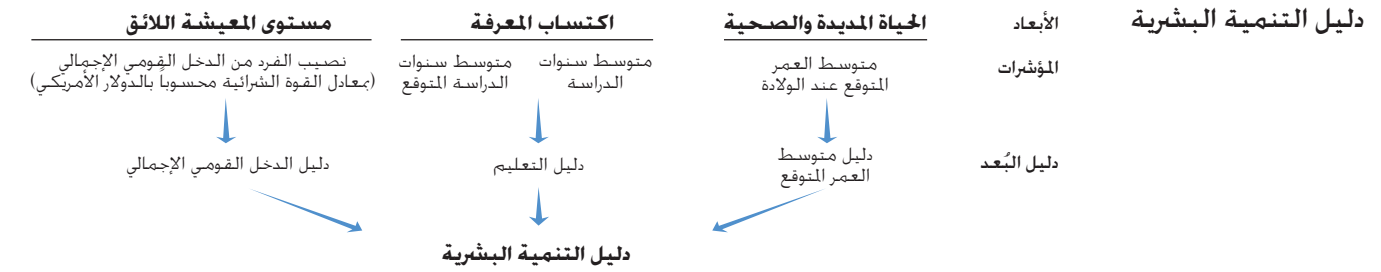 دليل التنمية البشرية
الأبعاد
الحياة المديدة والصحية
اكتساب المعرفة
مستوى المعيشة اللائق
المؤشرات
متوسط العمر
المتوقع عند الولادة
متوسط سنوات
الدراسة
متوسط سنوات
الدراسة المتوقع
نصيب الفرد من الدخل القومي الإجمالي
(بمعادل القوة الشرائية محسوباً بالدولار الأمريكي)
دليل البُعد
دليل متوسط
العمر المتوقع
دليل التعليم
دليل الدخل القومي الإجمالي
دليل التنمية البشرية